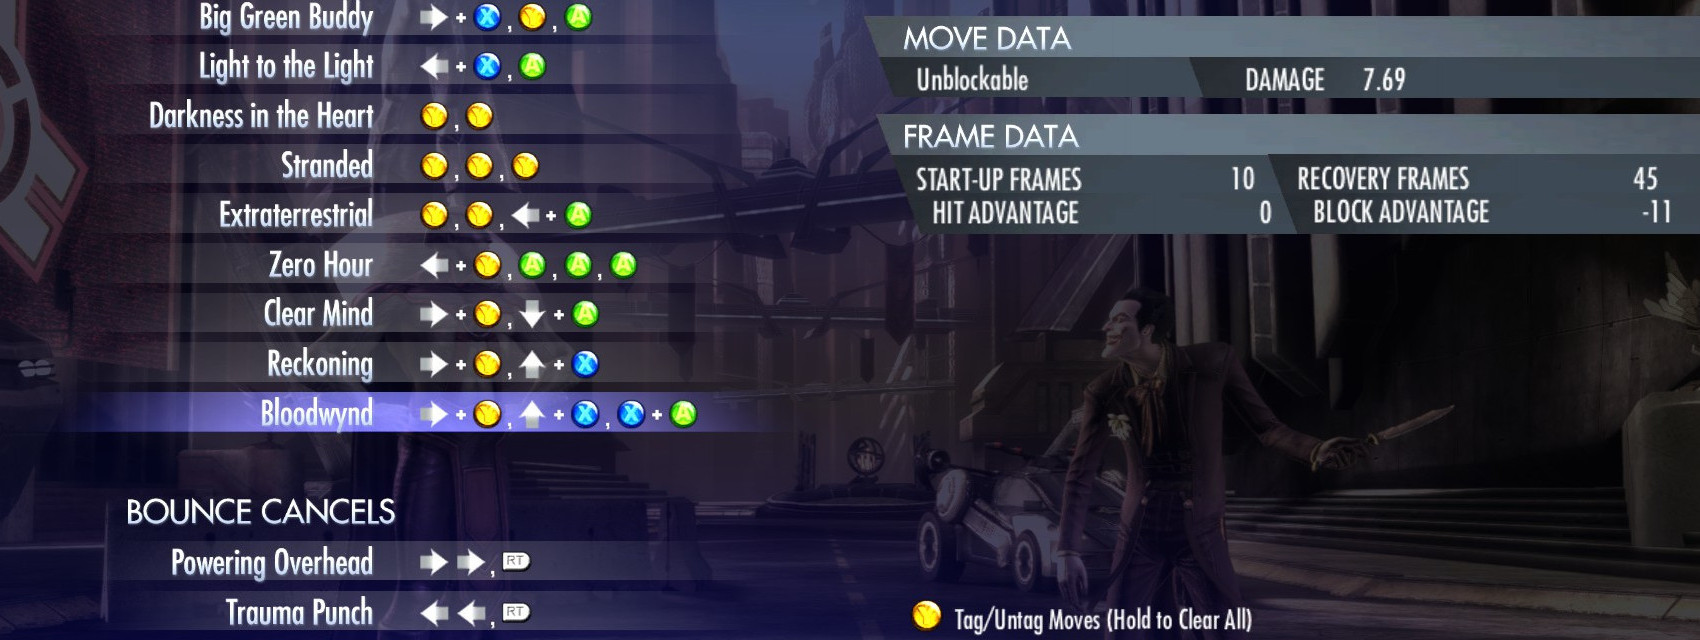 Big Green Buddy + X , Y , A
Light to the Light + X , A
Darkness in the Heart Y , Y
Stranded Y , Y , Y
Extraterrestrial Y , Y , + A
Zero Hour + Y , A , A , A
Clear Mind + Y , + A
Reckoning + Y , + X
Bloodwynd + Y , + X , X + A
BOUNCE CANCELS
Powering Overhead , RT
Trauma Punch , RT
MOVE DATA
Unblockable DAMAGE 7.69
FRAME DATA
START-UP FRAMES 10 RECOVERY FRAMES 45
HIT ADVANTAGE 0 BLOCK ADVANTAGE -11
Y Tag/Untag Moves (Hold to Clear All)